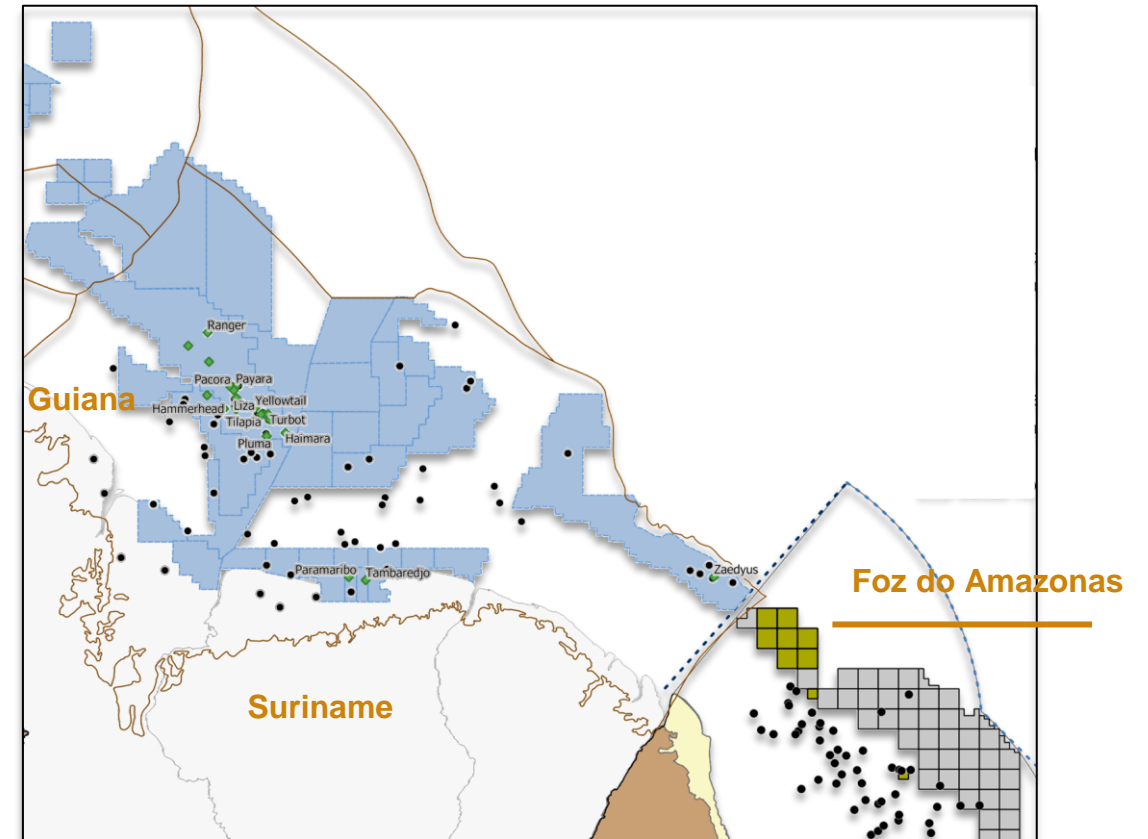 Ranger
Pacora Payara
Guiana
Hammerhead Liza Yellowtail
Tilapia Turbot
Pluma Haimara
Paramaribo Tambaredjo
Zaedyus
Foz do Amazonas
Suriname